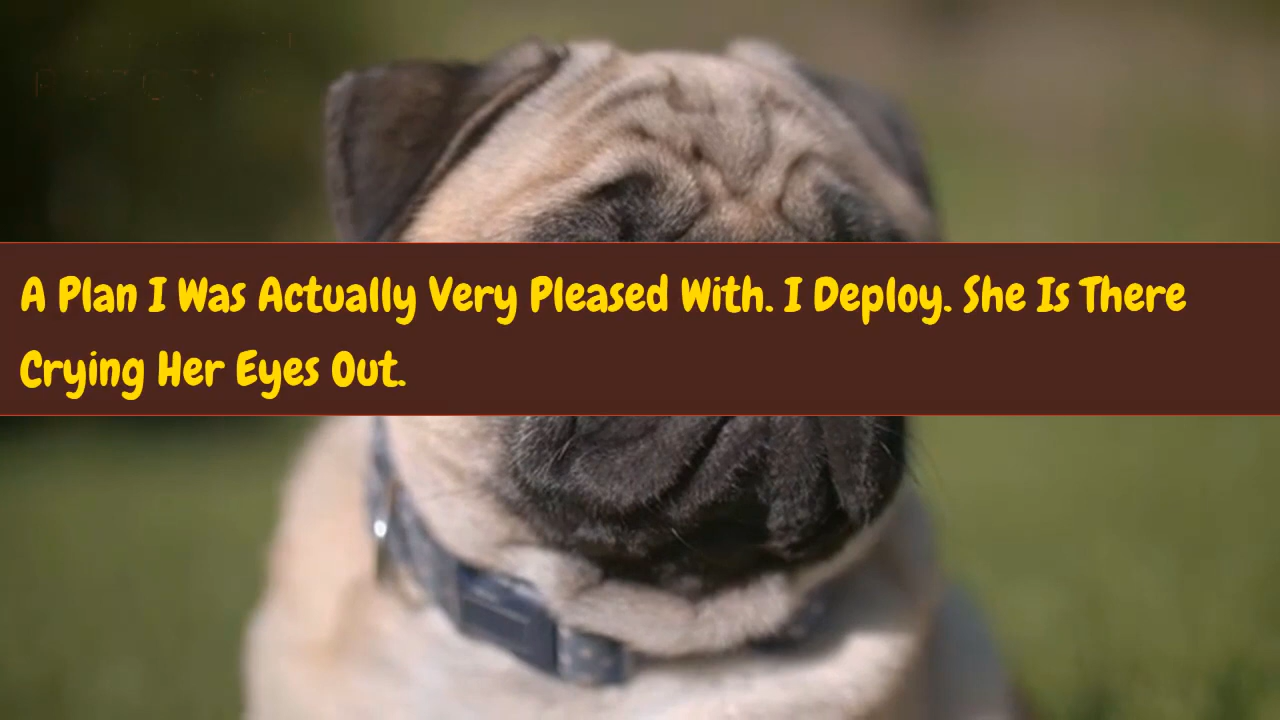 A Plan I Was Actually Very Pleased With. I Deploy. She Is There
Crying Her Eyes Out.